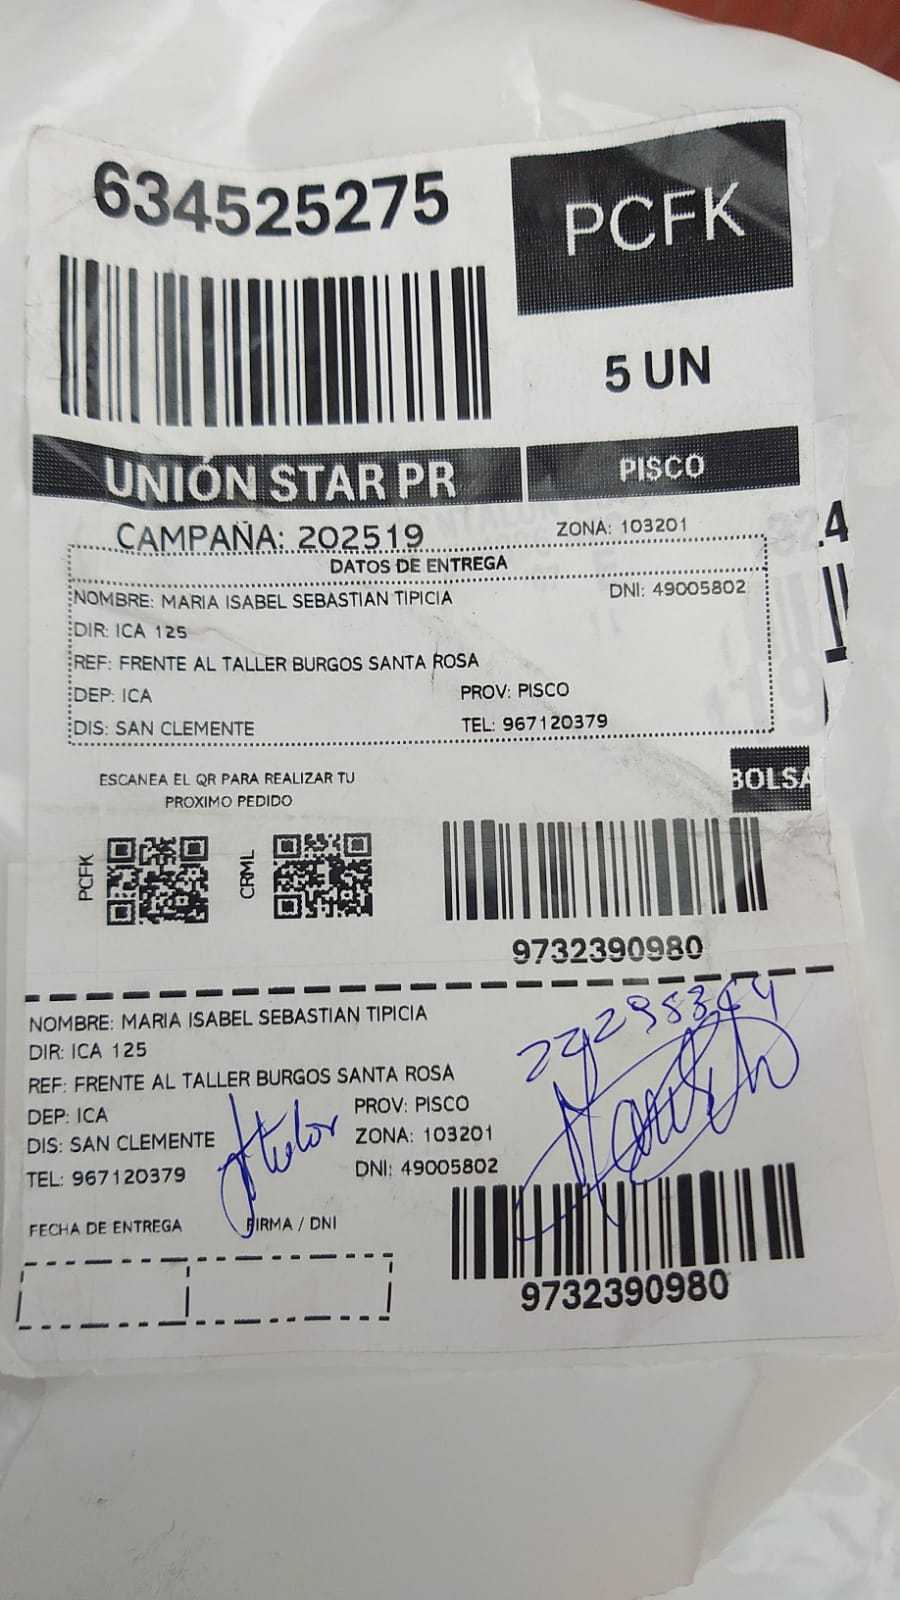 634525275
PCFK
5 UN
UNIÓN STAR PR
PISCO
CAMPAÑA: 202519
ZONA: 103201
DATOS DE ENTREGA
NOMBRE: MARIA ISABEL SEBASTIAN TIPICIA DNI: 49005802
DIR: ICA 125
REF: FRENTE AL TALLER BURGOS SANTA ROSA
DEP: ICA PROV: PISCO
DIS: SAN CLEMENTE TEL: 967120379
ESCANEA EL QR PARA REALIZAR TU
PROXIMO PEDIDO
BOLSA
PCFK
CRML
9732390980
NOMBRE: MARIA ISABEL SEBASTIAN TIPICIA
DIR: ICA 125
REF: FRENTE AL TALLER BURGOS SANTA ROSA
DEP: ICA PROV: PISCO
DIS: SAN CLEMENTE ZONA: 103201
TEL: 967120379 DNI: 49005802
FECHA DE ENTREGA FIRMA / DNI
9732390980